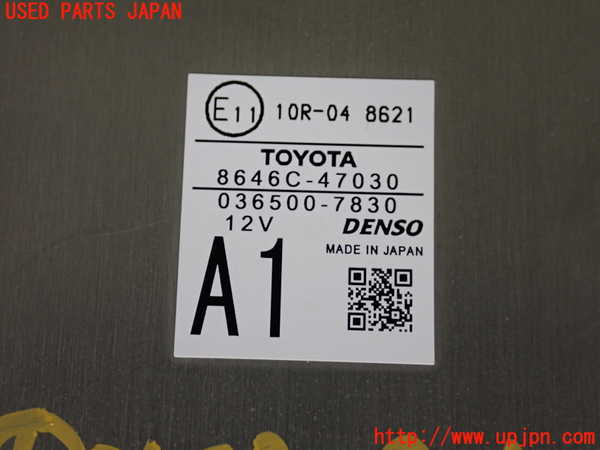 USED PARTS JAPAN
E11 10R-04 8621
TOYOTA
8646C-47030
036500-7830
12V DENSO
MADE IN JAPAN
A1
http://www.upjpn.com